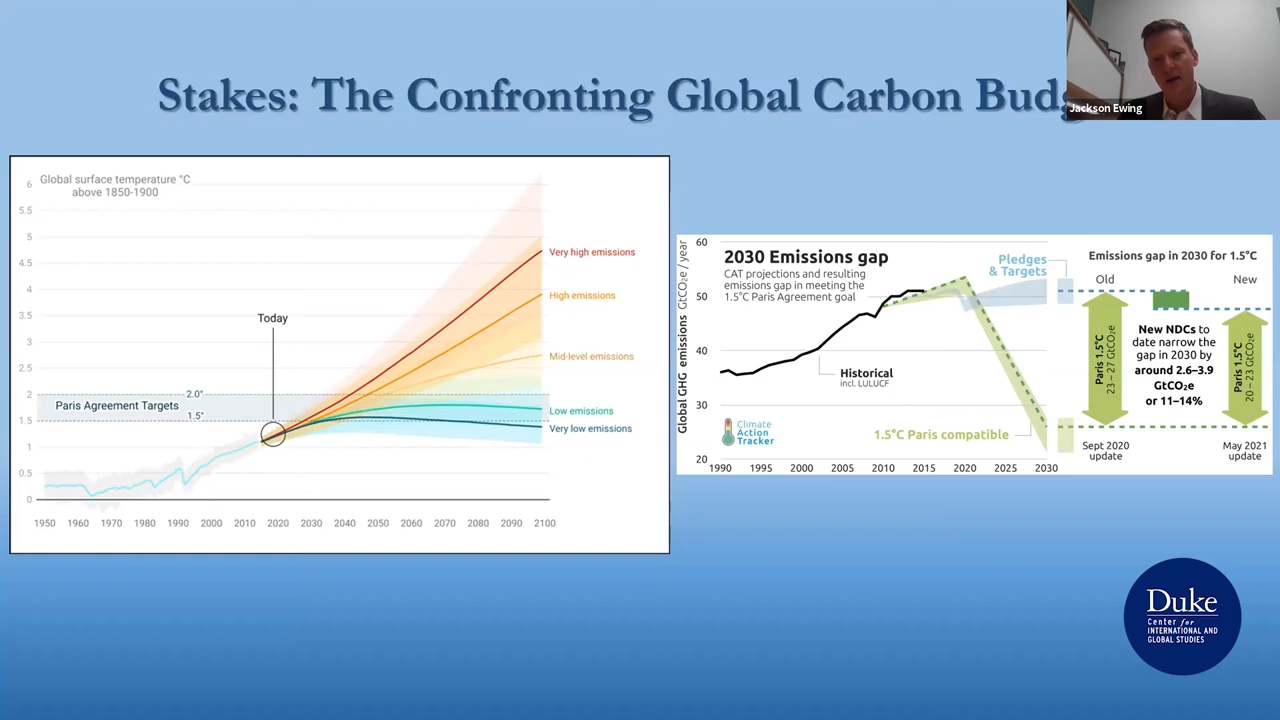 Stakes: The Confronting Global Carbon Budg
Jackson Ewing
Global surface temperature °C
above 1850-1900
6
5.5
5
4.5
4
3.5
3
2.5
2
1.5
1
0.5
0
Today
2.0°
Paris Agreement Targets
1.5°
Very high emissions
High emissions
Mid-level emissions
Low emissions
Very low emissions
1950 1960 1970 1980 1990 2000 2010 2020 2030 2040 2050 2060 2070 2080 2090 2100
Global GHG emissions GtCO₂e / year
60
50
40
30
20
2030 Emissions gap
CAT projections and resulting
emissions gap in meeting the
1.5°C Paris Agreement goal
Pledges
& Targets
Historical
incl. LULUCF
Climate
Action
Tracker
1.5°C Paris compatible
1990 1995 2000 2005 2010 2015 2020 2025 2030
Emissions gap in 2030 for 1.5°C
Old
New
Paris 1.5°C
23 – 27 GtCO₂e
New NDCs to
date narrow the
gap in 2030 by
around 2.6–3.9
GtCO₂e
or 11–14%
Paris 1.5°C
20 – 23 GtCO₂e
Sept 2020
update
May 2021
update
Duke
Center for
INTERNATIONAL AND
GLOBAL STUDIES